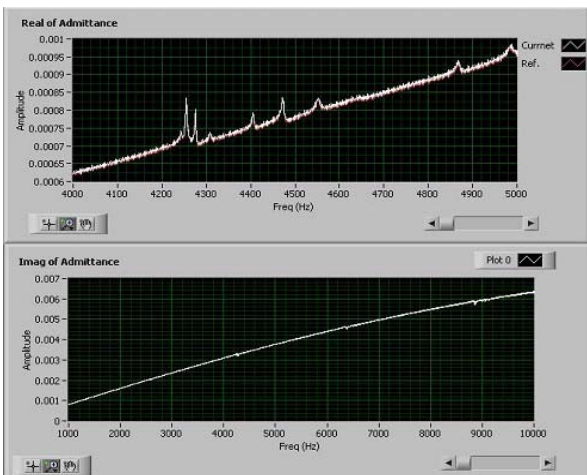 Real of Admittance
Currnet
Ref.
Amplitude
0.001
0.00095
0.0009
0.00085
0.0008
0.00075
0.0007
0.00065
0.0006
4000 4100 4200 4300 4400 4500 4600 4700 4800 4900 5000
Freq (Hz)
Imag of Admittance
Plot 0
Amplitude
0.007
0.006
0.005
0.004
0.003
0.002
0.001
0
1000 2000 3000 4000 5000 6000 7000 8000 9000 10000
Freq (Hz)